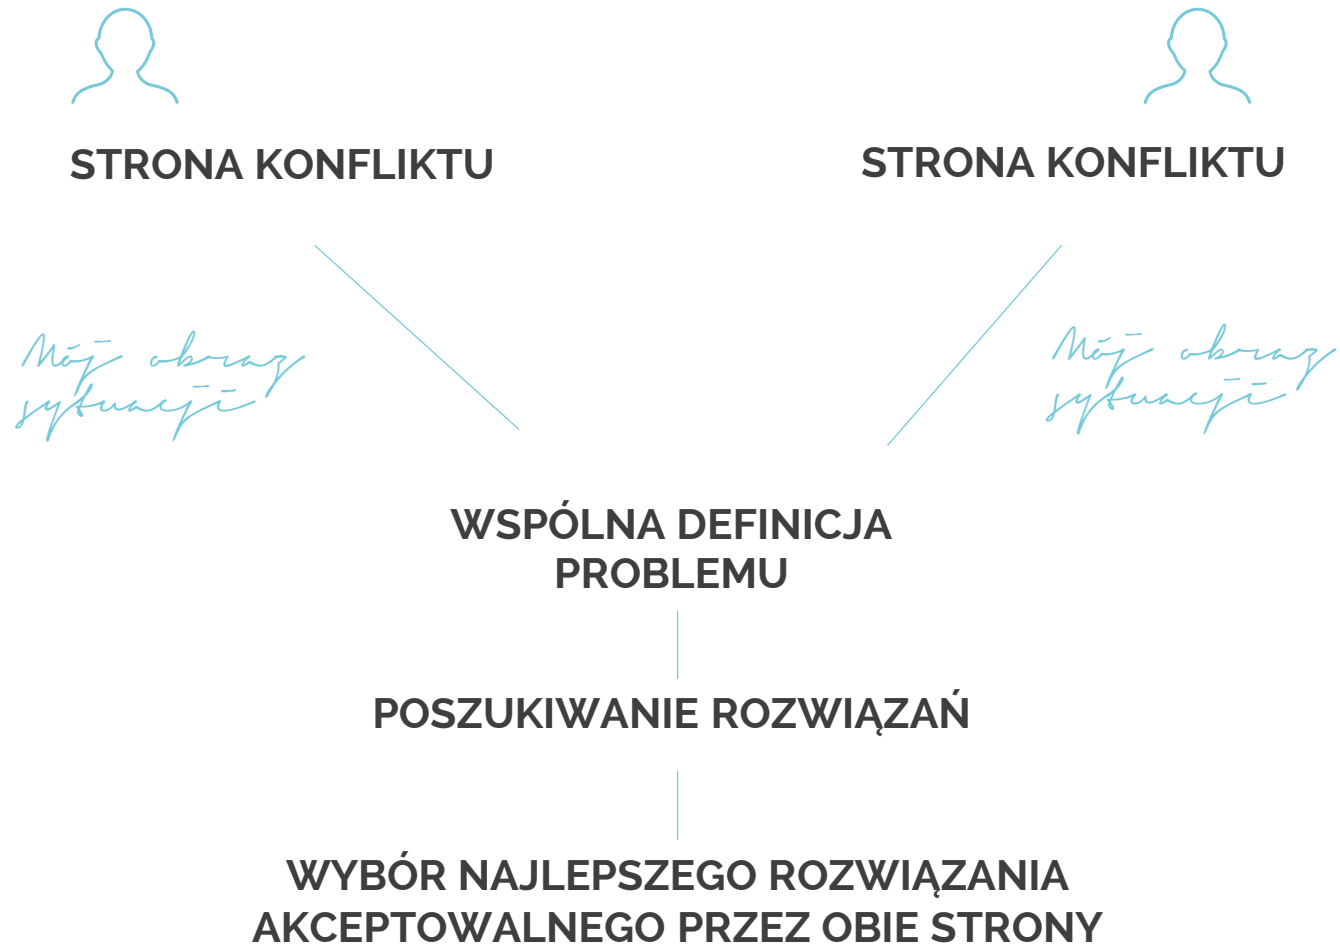 STRONA KONFLIKTU
STRONA KONFLIKTU
Mój obraz
sytuacji
Mój obraz
sytuacji
WSPÓLNA DEFINICJA
PROBLEMU
POSZUKIWANIE ROZWIĄZAŃ
WYBÓR NAJLEPSZEGO ROZWIĄZANIA
AKCEPTOWALNEGO PRZEZ OBIE STRONY